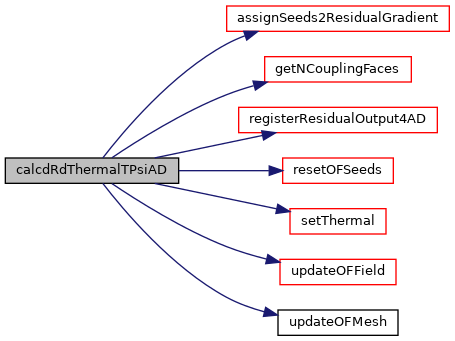 assignSeeds2ResidualGradient
getNCouplingFaces
registerResidualOutput4AD
calcdRdThermalTPsiAD
resetOFSeeds
setThermal
updateOFField
updateOFMesh